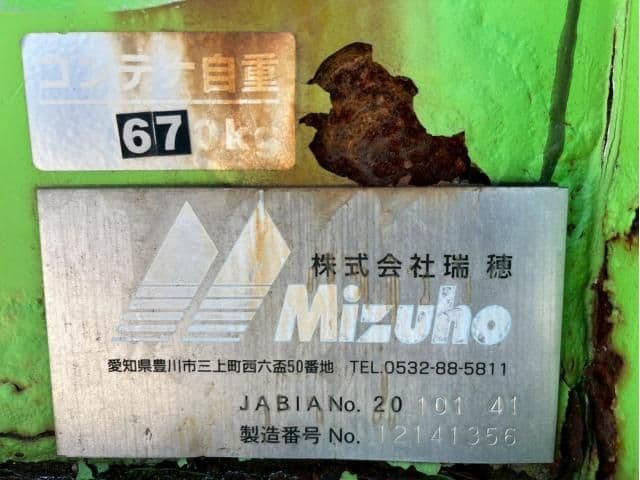 コンテナ自重
670kg
株式会社瑞穂
Mizuho
愛知県豊川市三上町西六盃50番地 TEL.0532-88-5811
JABIA No. 20 101 41
製造番号 No. 12141356